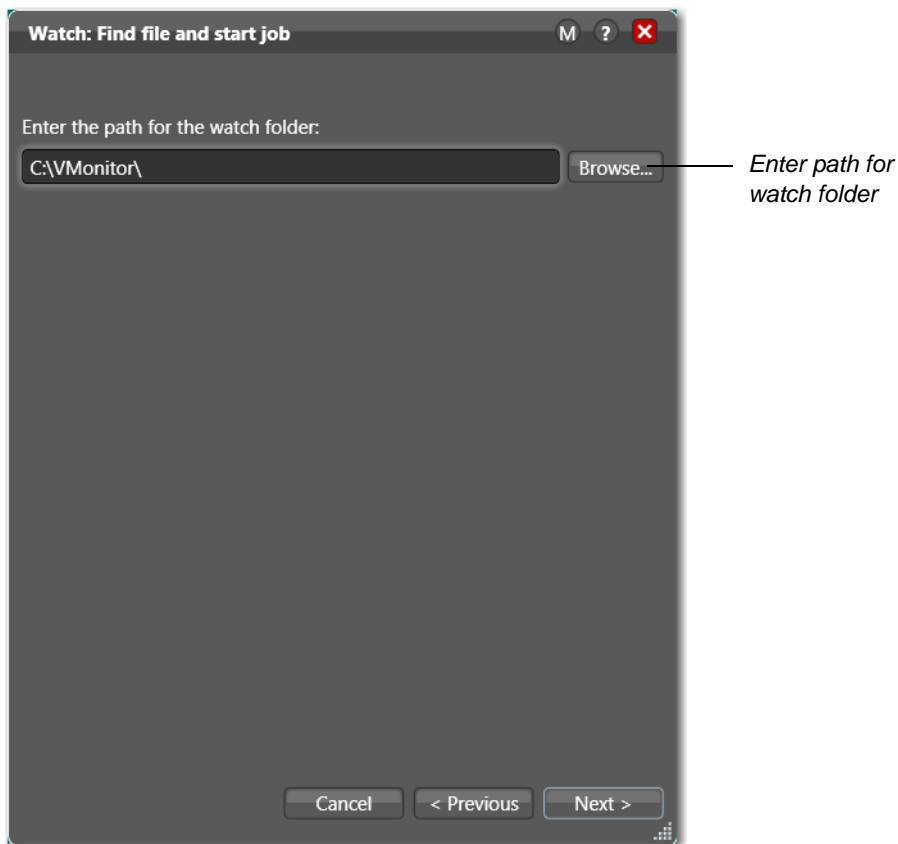 Watch: Find file and start job M ? X
Enter the path for the watch folder:
C:\VMonitor\ Browse... Enter path for
watch folder
Cancel < Previous Next >